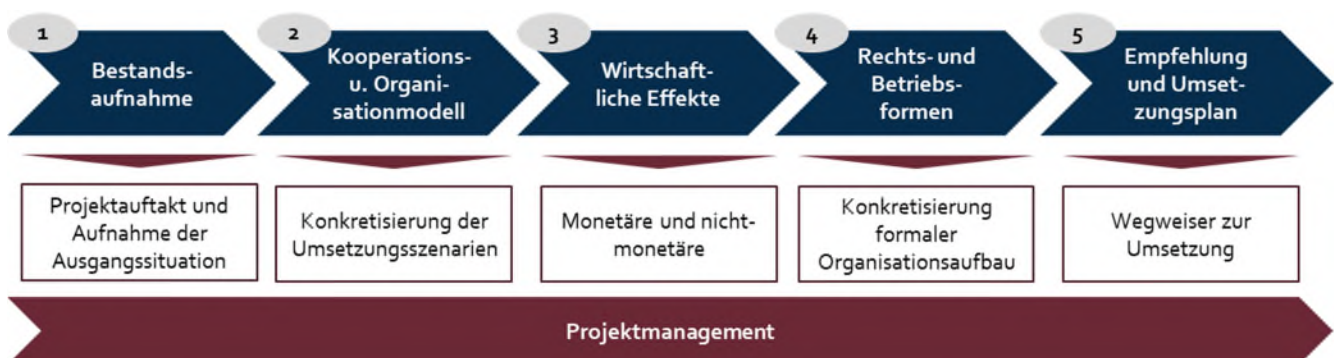 1
Bestands-
aufnahme
2
Kooperations-
u. Organi-
sationmodell
3
Wirtschaft-
liche Effekte
4
Rechts- und
Betriebs-
formen
5
Empfehlung
und Umset-
zungsplan
Projektauftakt und
Aufnahme der
Ausgangssituation
Konkretisierung der
Umsetzungsszenarien
Monetäre und nicht-
monetäre
Konkretisierung
formaler
Organisationsaufbau
Wegweiser zur
Umsetzung
Projektmanagement